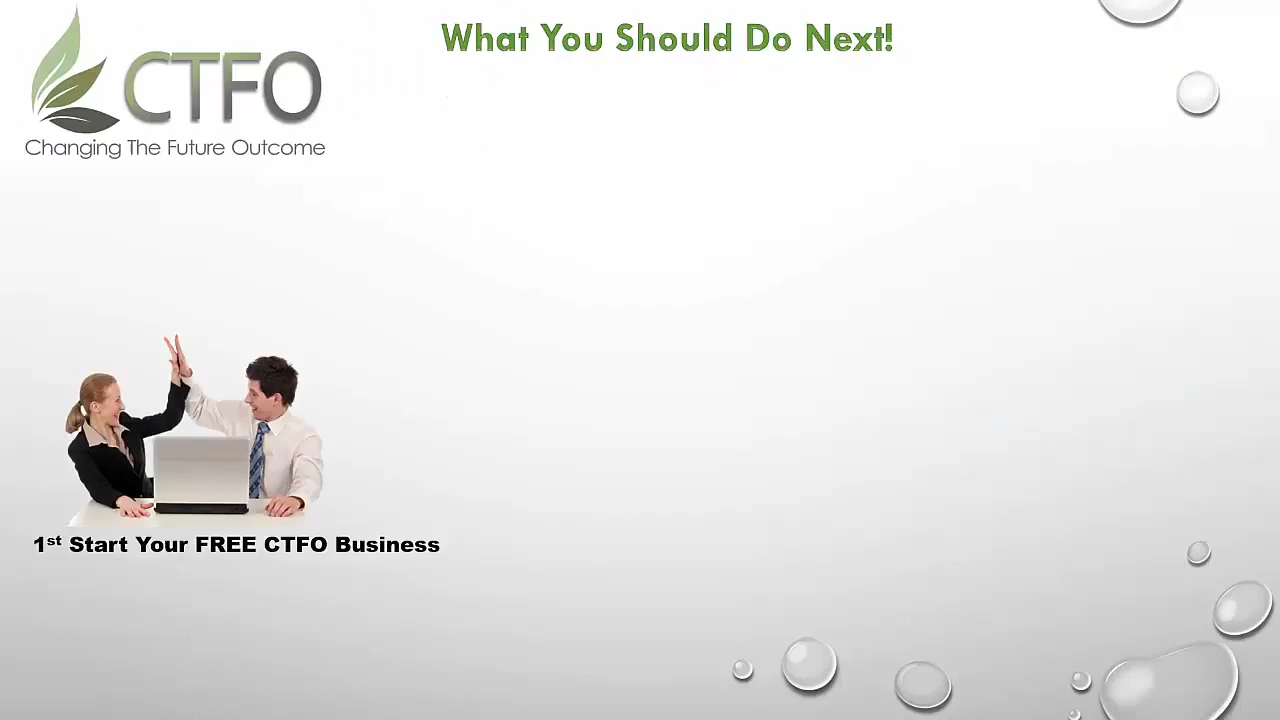 What You Should Do Next!
CTFO
Changing The Future Outcome
1st Start Your FREE CTFO Business